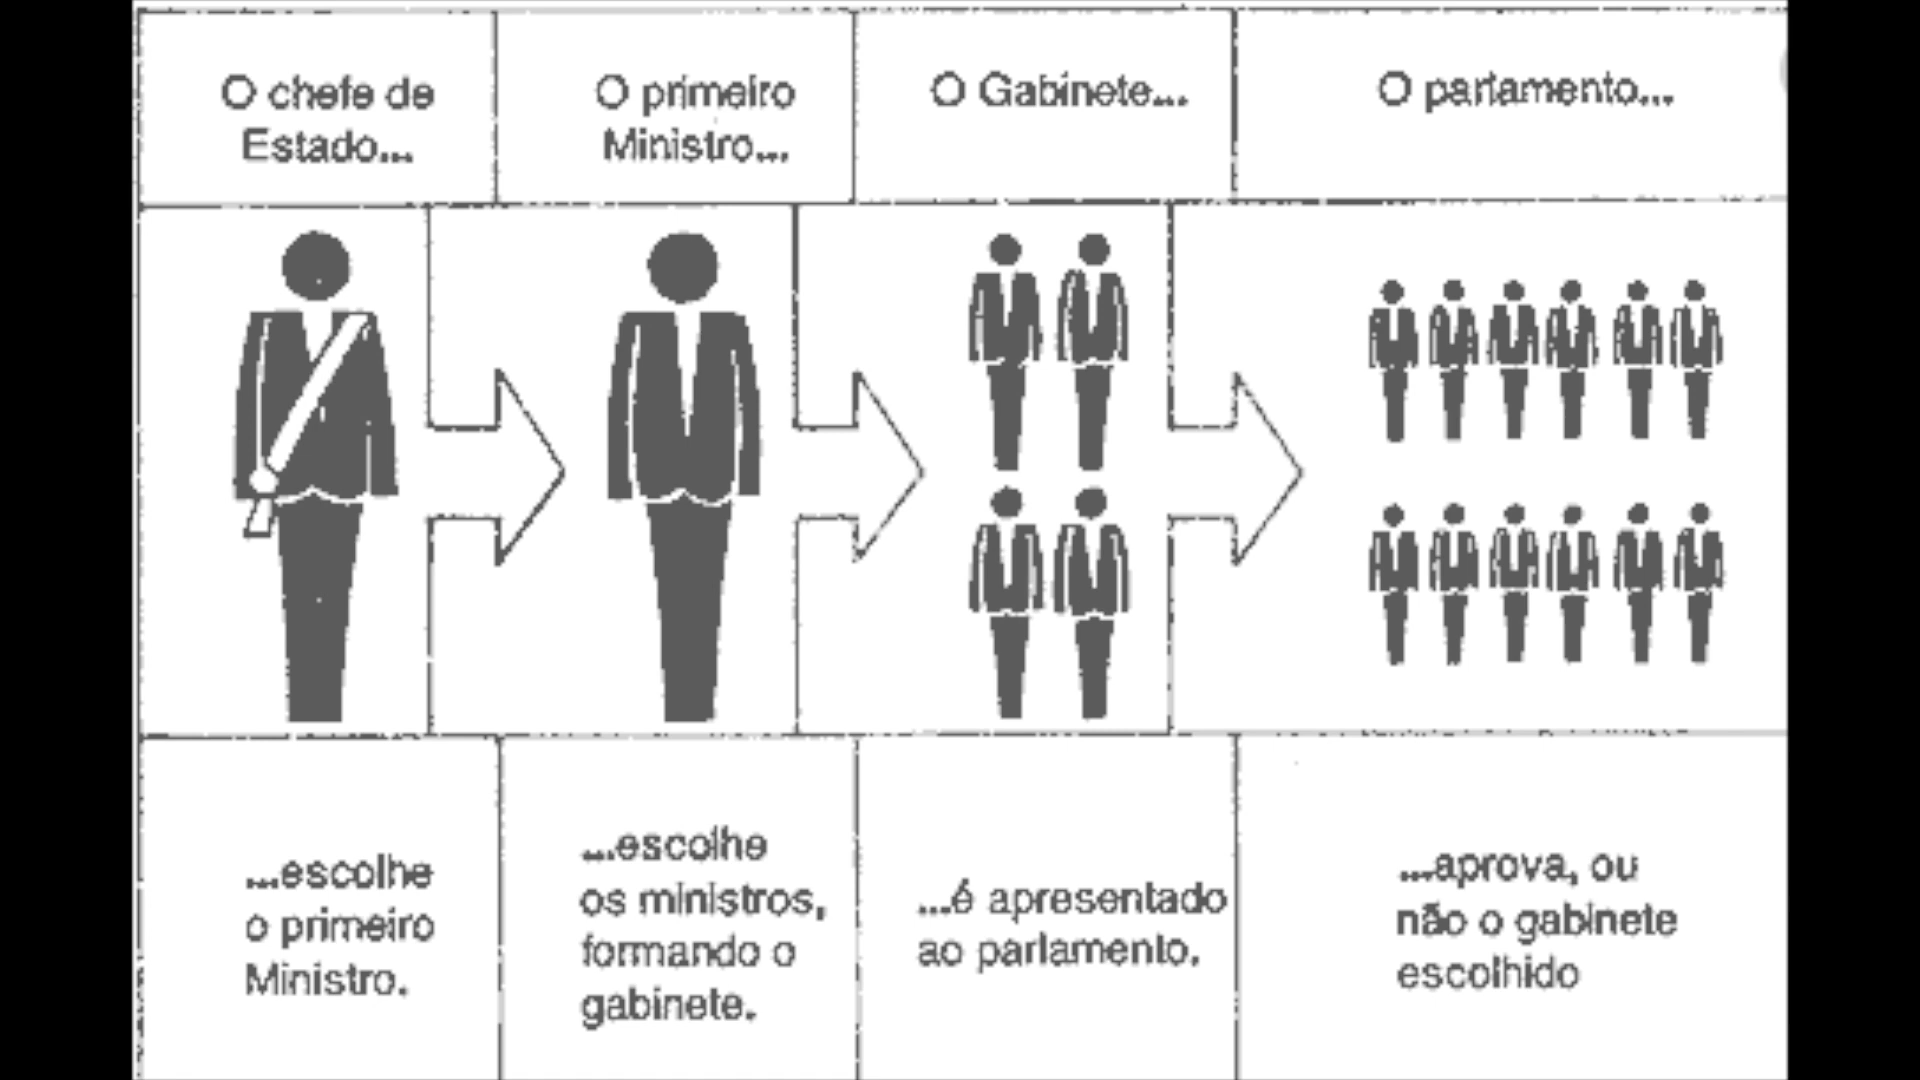 O chefe de
Estado...
O primeiro
Ministro...
O Gabinete...
O parlamento...
...escolhe
o primeiro
Ministro.
...escolhe
os ministros,
formando o
gabinete.
...é apresentado
ao parlamento.
...aprova, ou
não o gabinete
escolhido